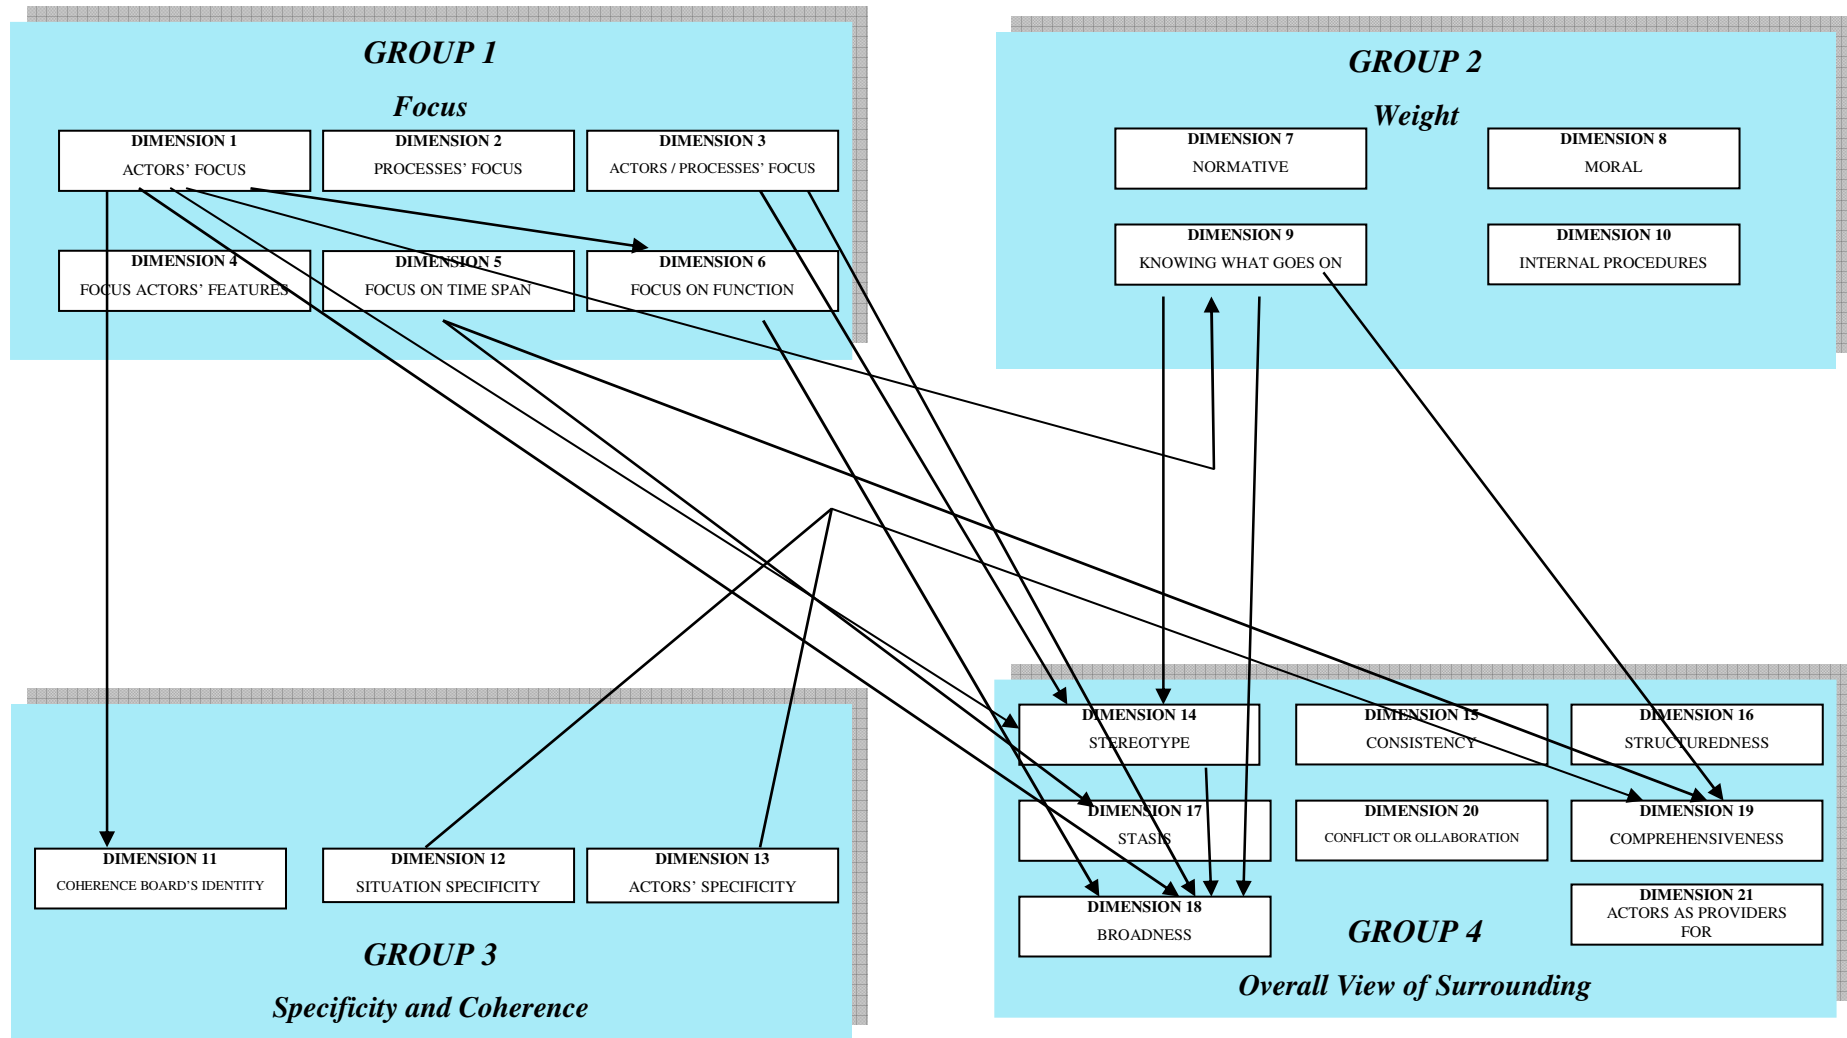 GROUP 1
Focus
DIMENSION 1
ACTORS’ FOCUS
DIMENSION 2
PROCESSES’ FOCUS
DIMENSION 3
ACTORS / PROCESSES’ FOCUS
DIMENSION 4
FOCUS ACTORS’ FEATURES
DIMENSION 5
FOCUS ON TIME SPAN
DIMENSION 6
FOCUS ON FUNCTION
GROUP 2
Weight
DIMENSION 7
NORMATIVE
DIMENSION 8
MORAL
DIMENSION 9
KNOWING WHAT GOES ON
DIMENSION 10
INTERNAL PROCEDURES
DIMENSION 11
COHERENCE BOARD’S IDENTITY
DIMENSION 12
SITUATION SPECIFICITY
DIMENSION 13
ACTORS’ SPECIFICITY
GROUP 3
Specificity and Coherence
DIMENSION 14
STEREOTYPE
DIMENSION 15
CONSISTENCY
DIMENSION 16
STRUCTUREDNESS
DIMENSION 17
STASIS
DIMENSION 20
CONFLICT OR OLLABORATION
DIMENSION 19
COMPREHENSIVENESS
DIMENSION 18
BROADNESS
DIMENSION 21
ACTORS AS PROVIDERS
FOR
GROUP 4
Overall View of Surrounding